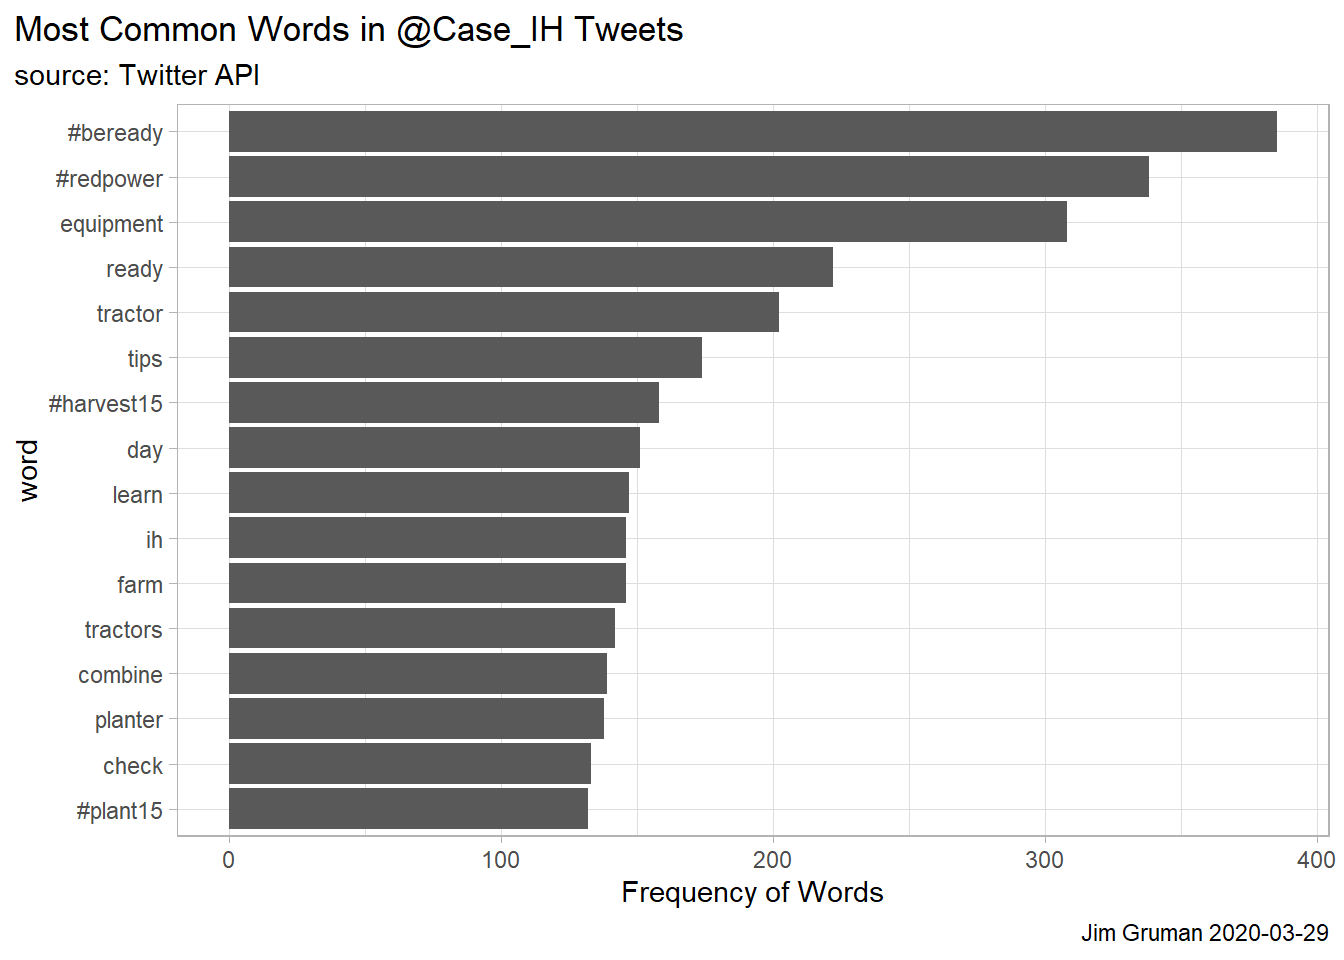 Most Common Words in @Case_IH Tweets
source: Twitter API
#beready
#redpower
equipment
ready
tractor
tips
#harvest15
day
learn
ih
farm
tractors
combine
planter
check
#plant15
word
0 100 200 300 400
Frequency of Words
Jim Gruman 2020-03-29